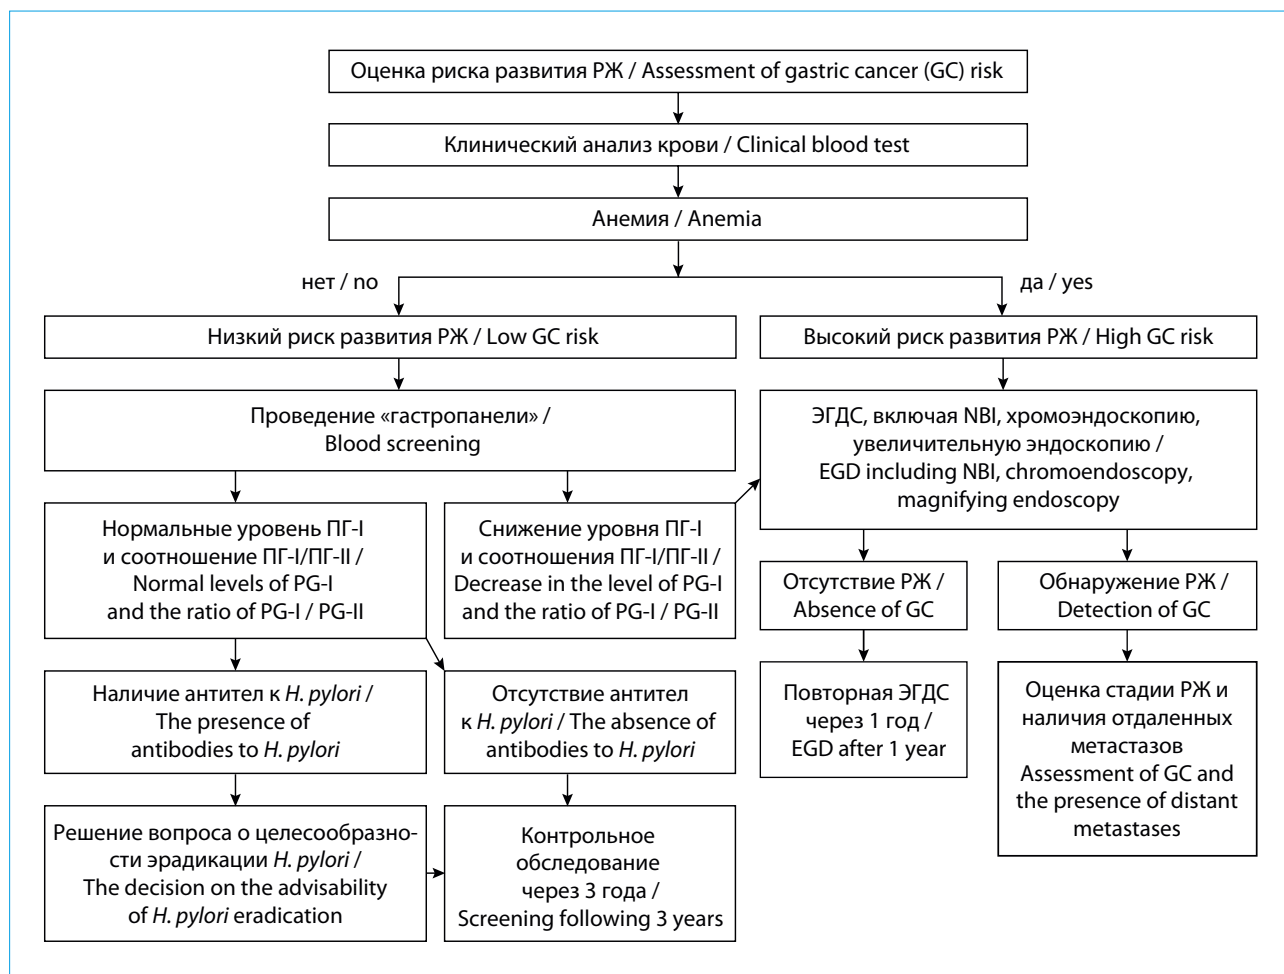 Оценка риска развития РЖ / Assessment of gastric cancer (GC) risk
Клинический анализ крови / Clinical blood test
Анемия / Anemia
нет / no
да / yes
Низкий риск развития РЖ / Low GC risk
Высокий риск развития РЖ / High GC risk
Проведение «гастропанели» /
Blood screening
ЭГДС, включая NBI, хромоэндоскопию,
увеличительную эндоскопию /
EGD including NBI, chromoendoscopy,
magnifying endoscopy
Нормальные уровень ПГ-I
и соотношение ПГ-I/ПГ-II /
Normal levels of PG-I
and the ratio of PG-I / PG-II
Снижение уровня ПГ-I
и соотношения ПГ-I/ПГ-II /
Decrease in the level of PG-I
and the ratio of PG-I / PG-II
Отсутствие РЖ /
Absence of GC
Обнаружение РЖ /
Detection of GC
Наличие антител к H. pylori /
The presence of
antibodies to H. pylori
Отсутствие антител
к H. pylori / The absence of
antibodies to H. pylori
Повторная ЭГДС
через 1 год /
EGD after 1 year
Оценка стадии РЖ и
наличия отдаленных
метастазов
Assessment of GC and
the presence of distant
metastases
Решение вопроса о целесообразно-
сти эрадикации H. pylori /
The decision on the advisability
of H. pylori eradication
Контрольное
обследование
через 3 года /
Screening following 3 years